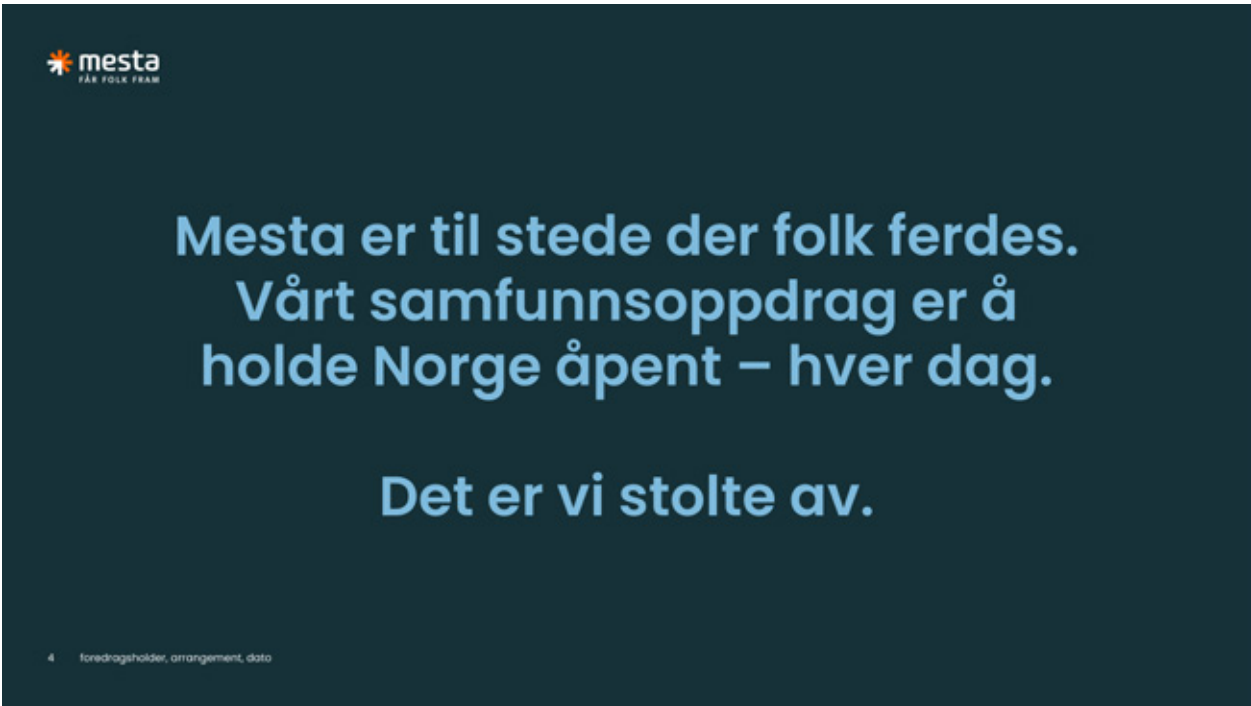 mesta
FÅR FOLK FRAM
Mesta er til stede der folk ferdes.
Vårt samfunnsoppdrag er å
holde Norge åpent – hver dag.
Det er vi stolte av.
4 foredragsholder, arrangement, dato